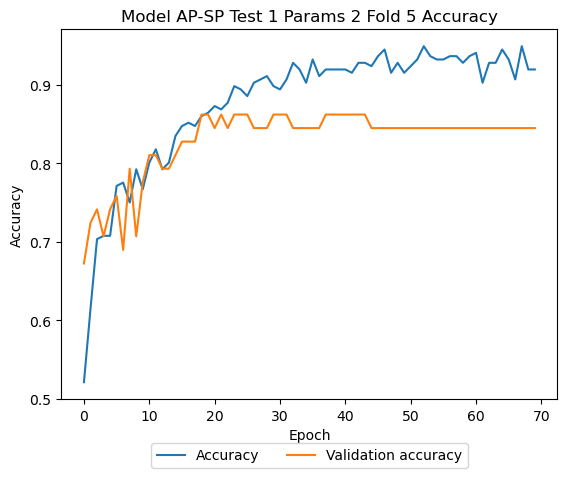 Model AP-SP Test 1 Params 2 Fold 5 Accuracy
Accuracy
0.9
0.8
0.7
0.6
0.5
0 10 20 30 40 50 60 70
Epoch
Accuracy Validation accuracy